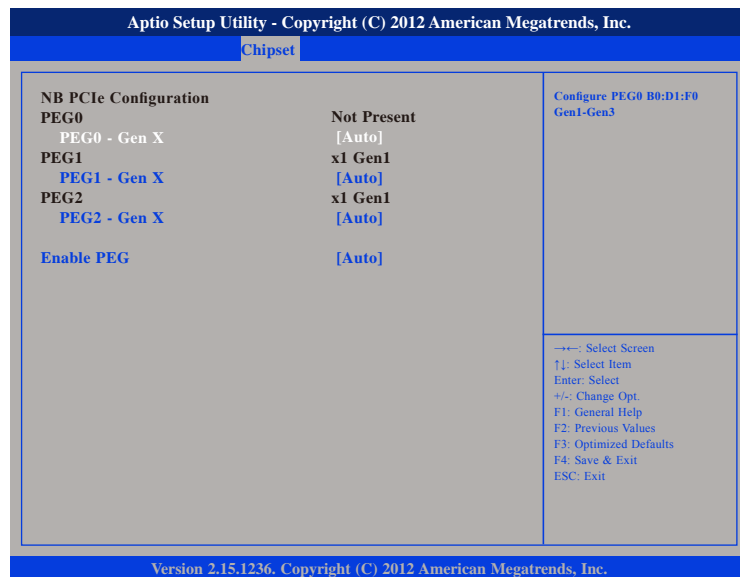 Aptio Setup Utility - Copyright (C) 2012 American Megatrends, Inc.
Chipset
NB PCIe Configuration
PEG0 Not Present
PEG0 - Gen X [Auto]
PEG1 x1 Gen1
PEG1 - Gen X [Auto]
PEG2 x1 Gen1
PEG2 - Gen X [Auto]
Enable PEG [Auto]
Configure PEG0 B0:D1:F0
Gen1-Gen3
→←: Select Screen
↑↓: Select Item
Enter: Select
+/-: Change Opt.
F1: General Help
F2: Previous Values
F3: Optimized Defaults
F4: Save & Exit
ESC: Exit
Version 2.15.1236. Copyright (C) 2012 American Megatrends, Inc.